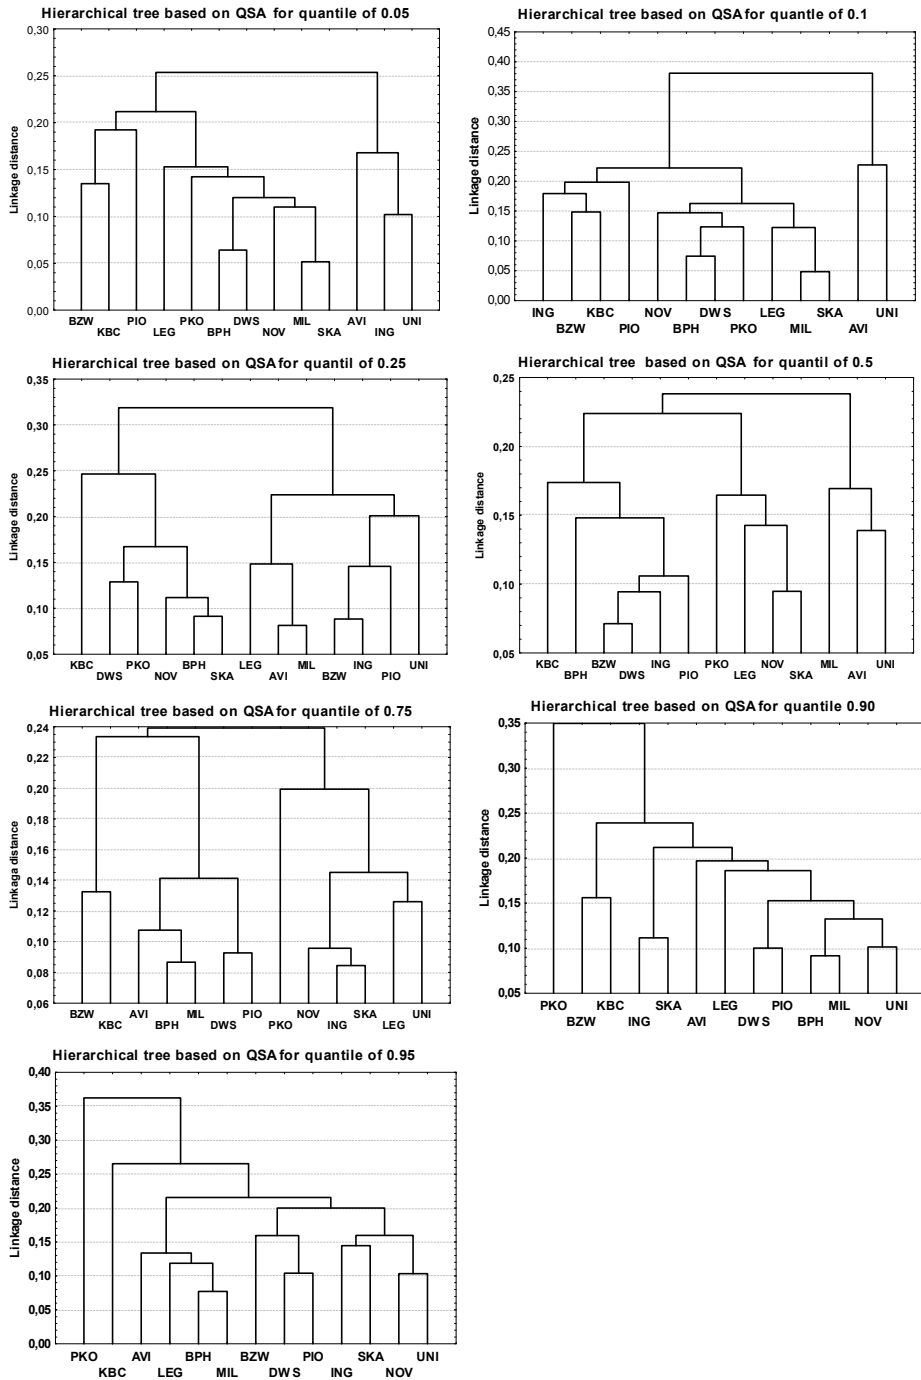 Hierarchical tree based on QSA for quantile of 0.05
Linkage distance
0,30
0,25
0,20
0,15
0,10
0,05
0,00
BZW PIO PKO DWS MIL AVI UNI
KBC LEG BPH NOV SKA ING
Hierarchical tree based on QSA for quantle of 0.1
Linkage distance
0,45
0,40
0,35
0,30
0,25
0,20
0,15
0,10
0,05
0,00
ING KBC NOV DWS LEG SKA UNI
BZW PIO BPH PKO MIL AVI
Hierarchical tree based on QSA for quantil of 0.25
Linkage distance
0,35
0,30
0,25
0,20
0,15
0,10
0,05
KBC PKO BPH LEG MIL ING UNI
DWS NOV SKA AVI BZW PIO
Hierarchical tree based on QSA for quantil of 0.5
Linkage distance
0,25
0,20
0,15
0,10
0,05
KBC BZW ING PKO NOV MIL UNI
BPH DWS PIO LEG SKA AVI
Hierarchical tree based on QSA for quantile of 0.75
Linkaga distance
0,24
0,22
0,20
0,18
0,16
0,14
0,12
0,10
0,08
0,06
BZW AVI MIL PIO NOV SKA UNI
KBC BPH DWS PKO ING LEG
Hierarchical tree based on QSA for quantile 0.90
Linkage distance
0,35
0,30
0,25
0,20
0,15
0,10
0,05
PKO KBC SKA LEG PIO MIL UNI
BZW ING AVI DWS BPH NOV
Hierarchical tree based on QSA for quantile of 0.95
Linkage distance
0,40
0,35
0,30
0,25
0,20
0,15
0,10
0,05
0,00
PKO AVI BPH BZW PIO SKA UNI
KBC LEG MIL DWS ING NOV